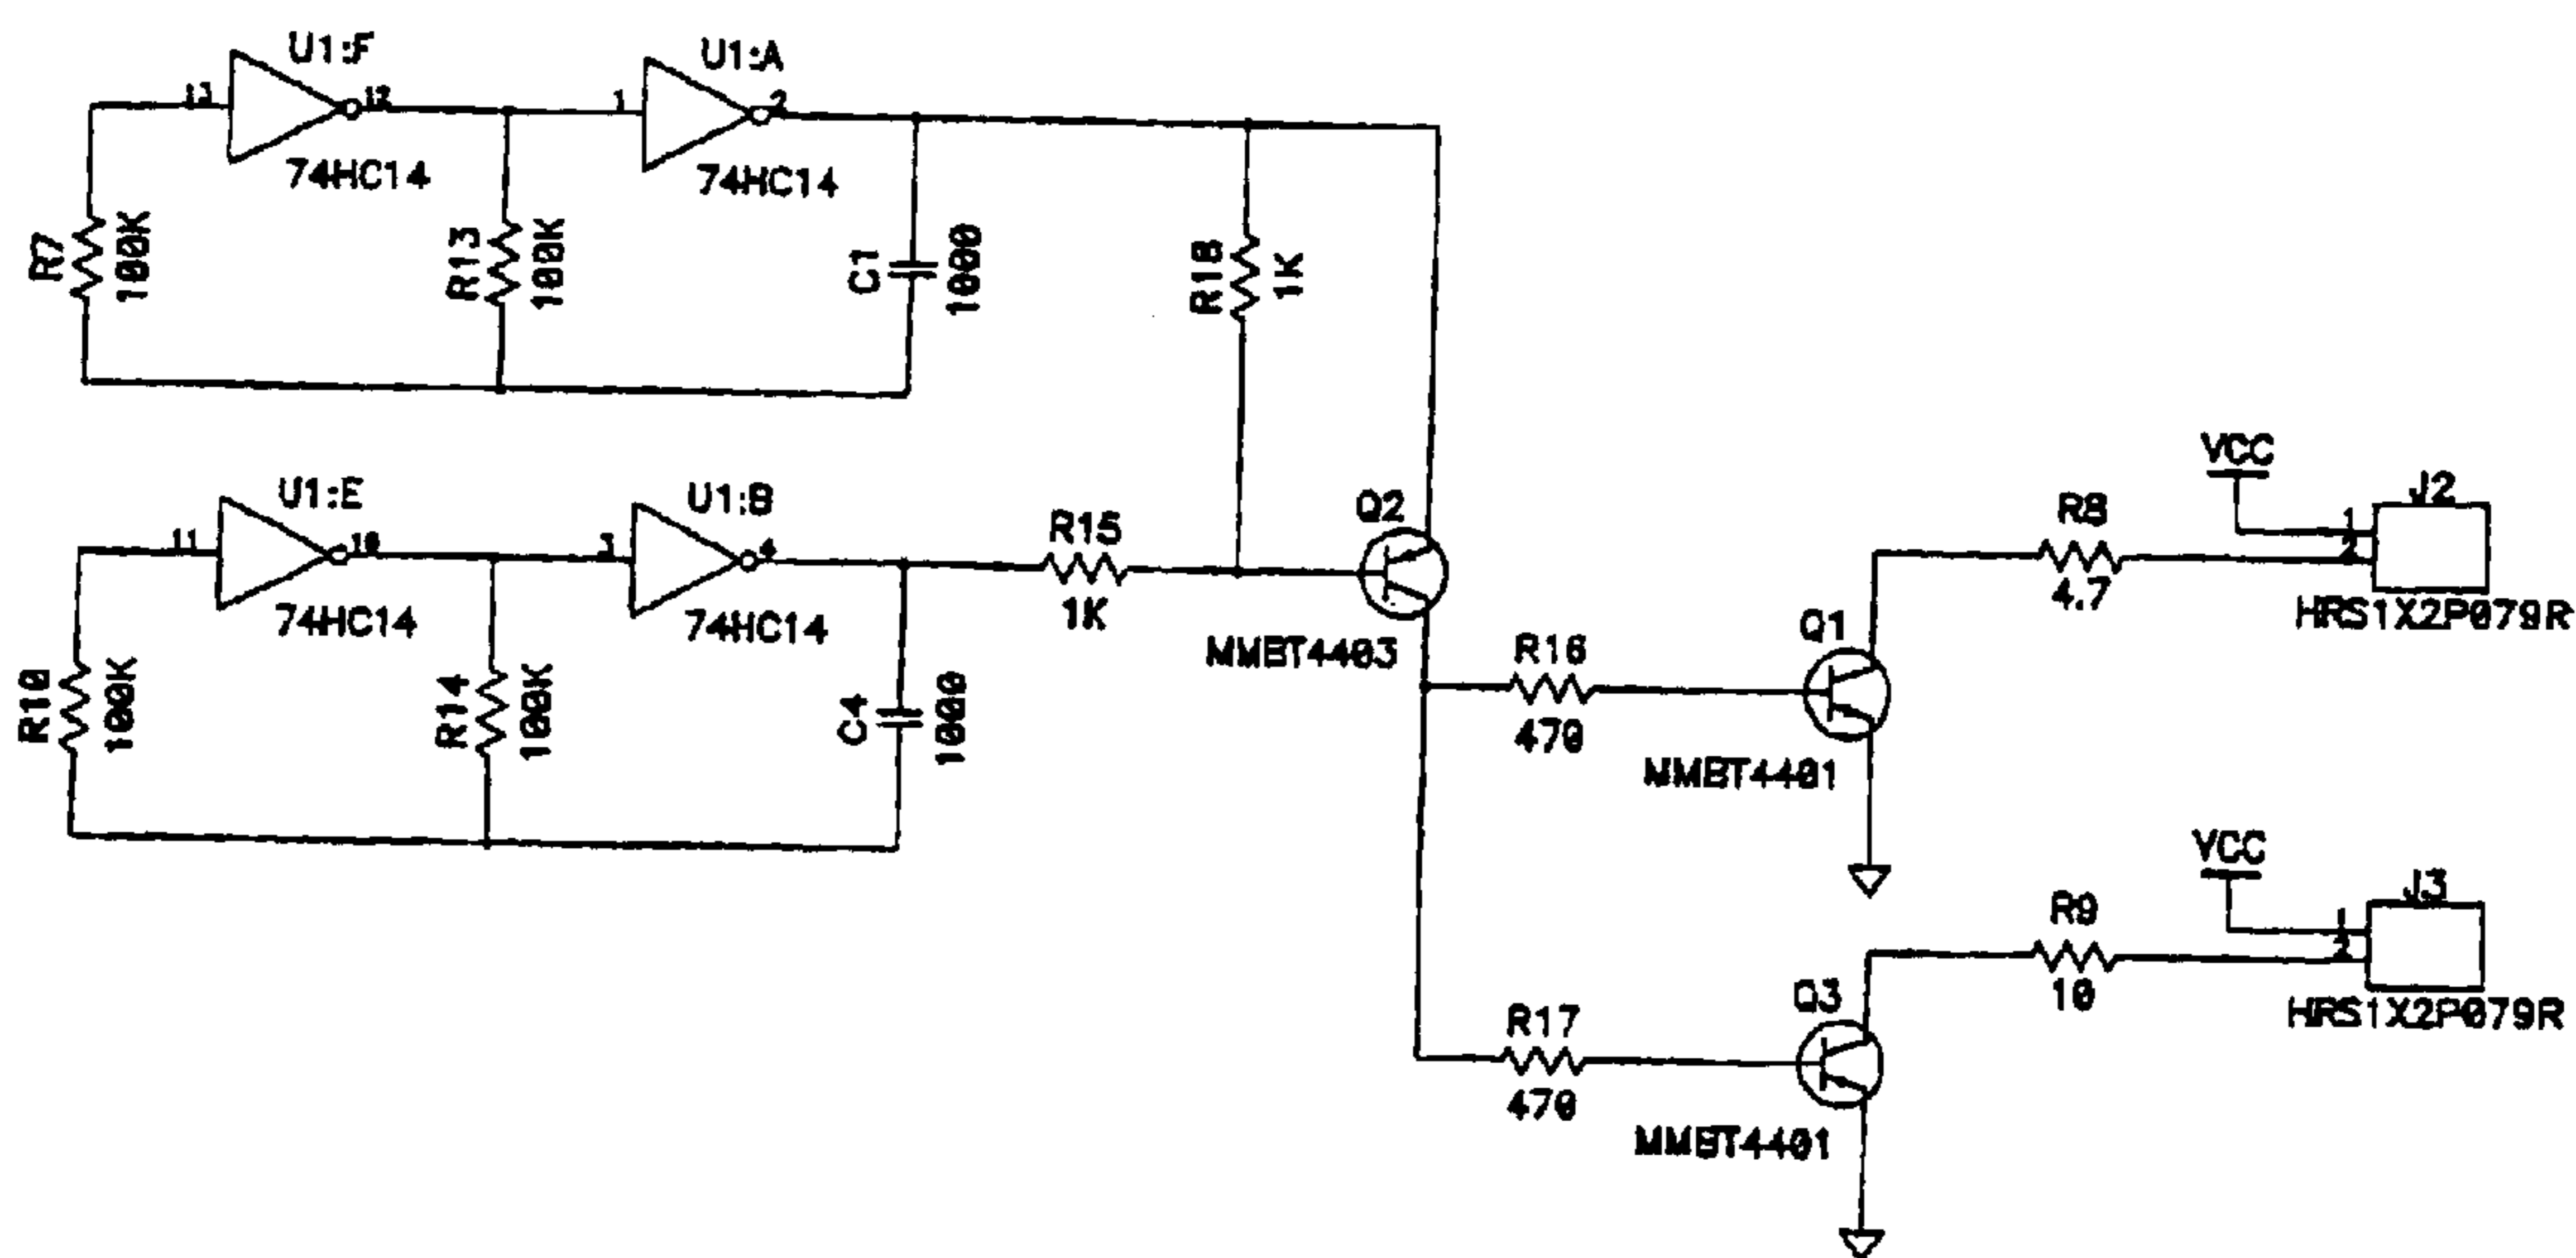 U1:F
13
12
74HC14
U1:A
1
2
74HC14
R7
100K
R13
100K
C1
1000
R18
1K
U1:E
11
10
74HC14
U1:B
3
4
74HC14
R10
100K
R14
100K
C4
1000
R15
1K
Q2
MMBT4403
R16
470
Q1
MMBT4401
R8
4.7
VCC
J2
1
2
HRS1X2P079R
R17
470
Q3
MMBT4401
R9
10
VCC
J3
1
2
HRS1X2P079R